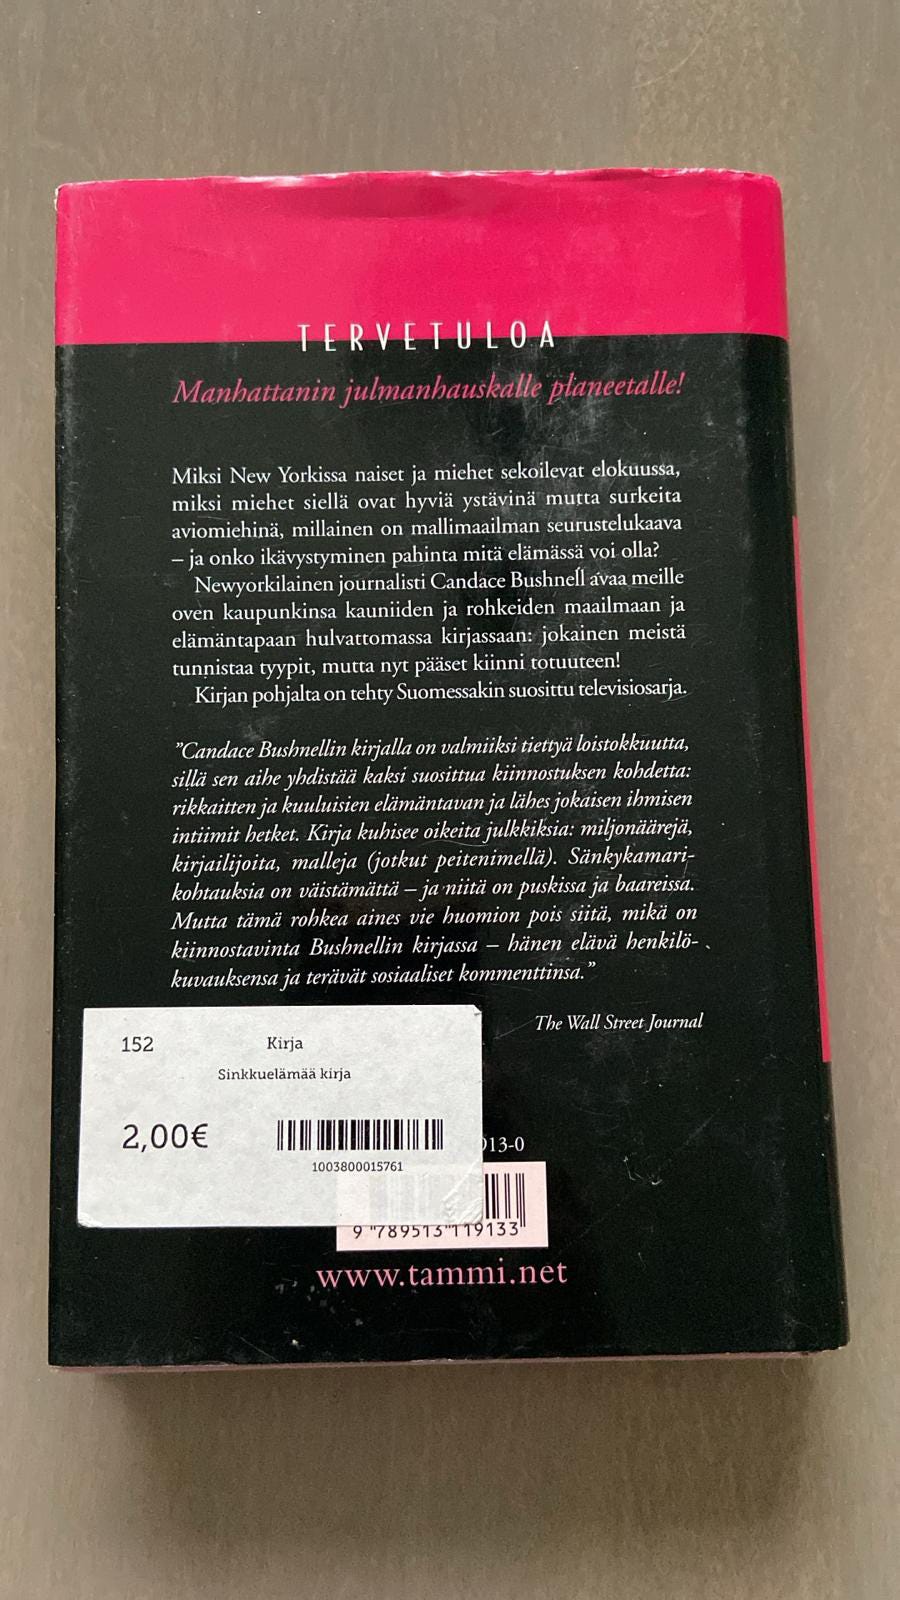 TERVETULOA
Manhattanin julmanhauskalle planeetalle!
Miksi New Yorkissa naiset ja miehet sekoilevat elokuussa,
miksi miehet siellä ovat hyviä ystävinä mutta surkeita
aviomiehinä, millainen on mallimaailman seurustelukaava
– ja onko ikävystyminen pahinta mitä elämässä voi olla?
Newyorkilainen journalisti Candace Bushnell avaa meille
oven kaupunkinsa kauniiden ja rohkeiden maailmaan ja
elämäntapaan hulvattomassa kirjassaan: jokainen meistä
tunnistaa tyypit, mutta nyt pääset kiinni totuuteen!
Kirjan pohjalta on tehty Suomessakin suosittu televisiosarja.
”Candace Bushnellin kirjalla on valmiiksi tiettyä loistokkuutta,
sillä sen aihe yhdistää kaksi suosittua kiinnostuksen kohdetta:
rikkaitten ja kuuluisien elämäntavan ja lähes jokaisen ihmisen
intiimit hetket. Kirja kuhisee oikeita julkkiksia: miljonäärejä,
kirjailijoita, malleja (jotkut peitenimellä). Sänkykamari-
kohtauksia on väistämättä – ja niitä on puskissa ja baareissa.
Mutta tämä rohkea aines vie huomion pois siitä, mikä on
kiinnostavinta Bushnellin kirjassa – hänen elävä henkilö-
kuvauksensa ja terävät sosiaaliset kommenttinsa.”
The Wall Street Journal
152 Kirja
Sinkkuelämää kirja
2,00€
1003800015761
13-0
9 789513 119133
www.tammi.net